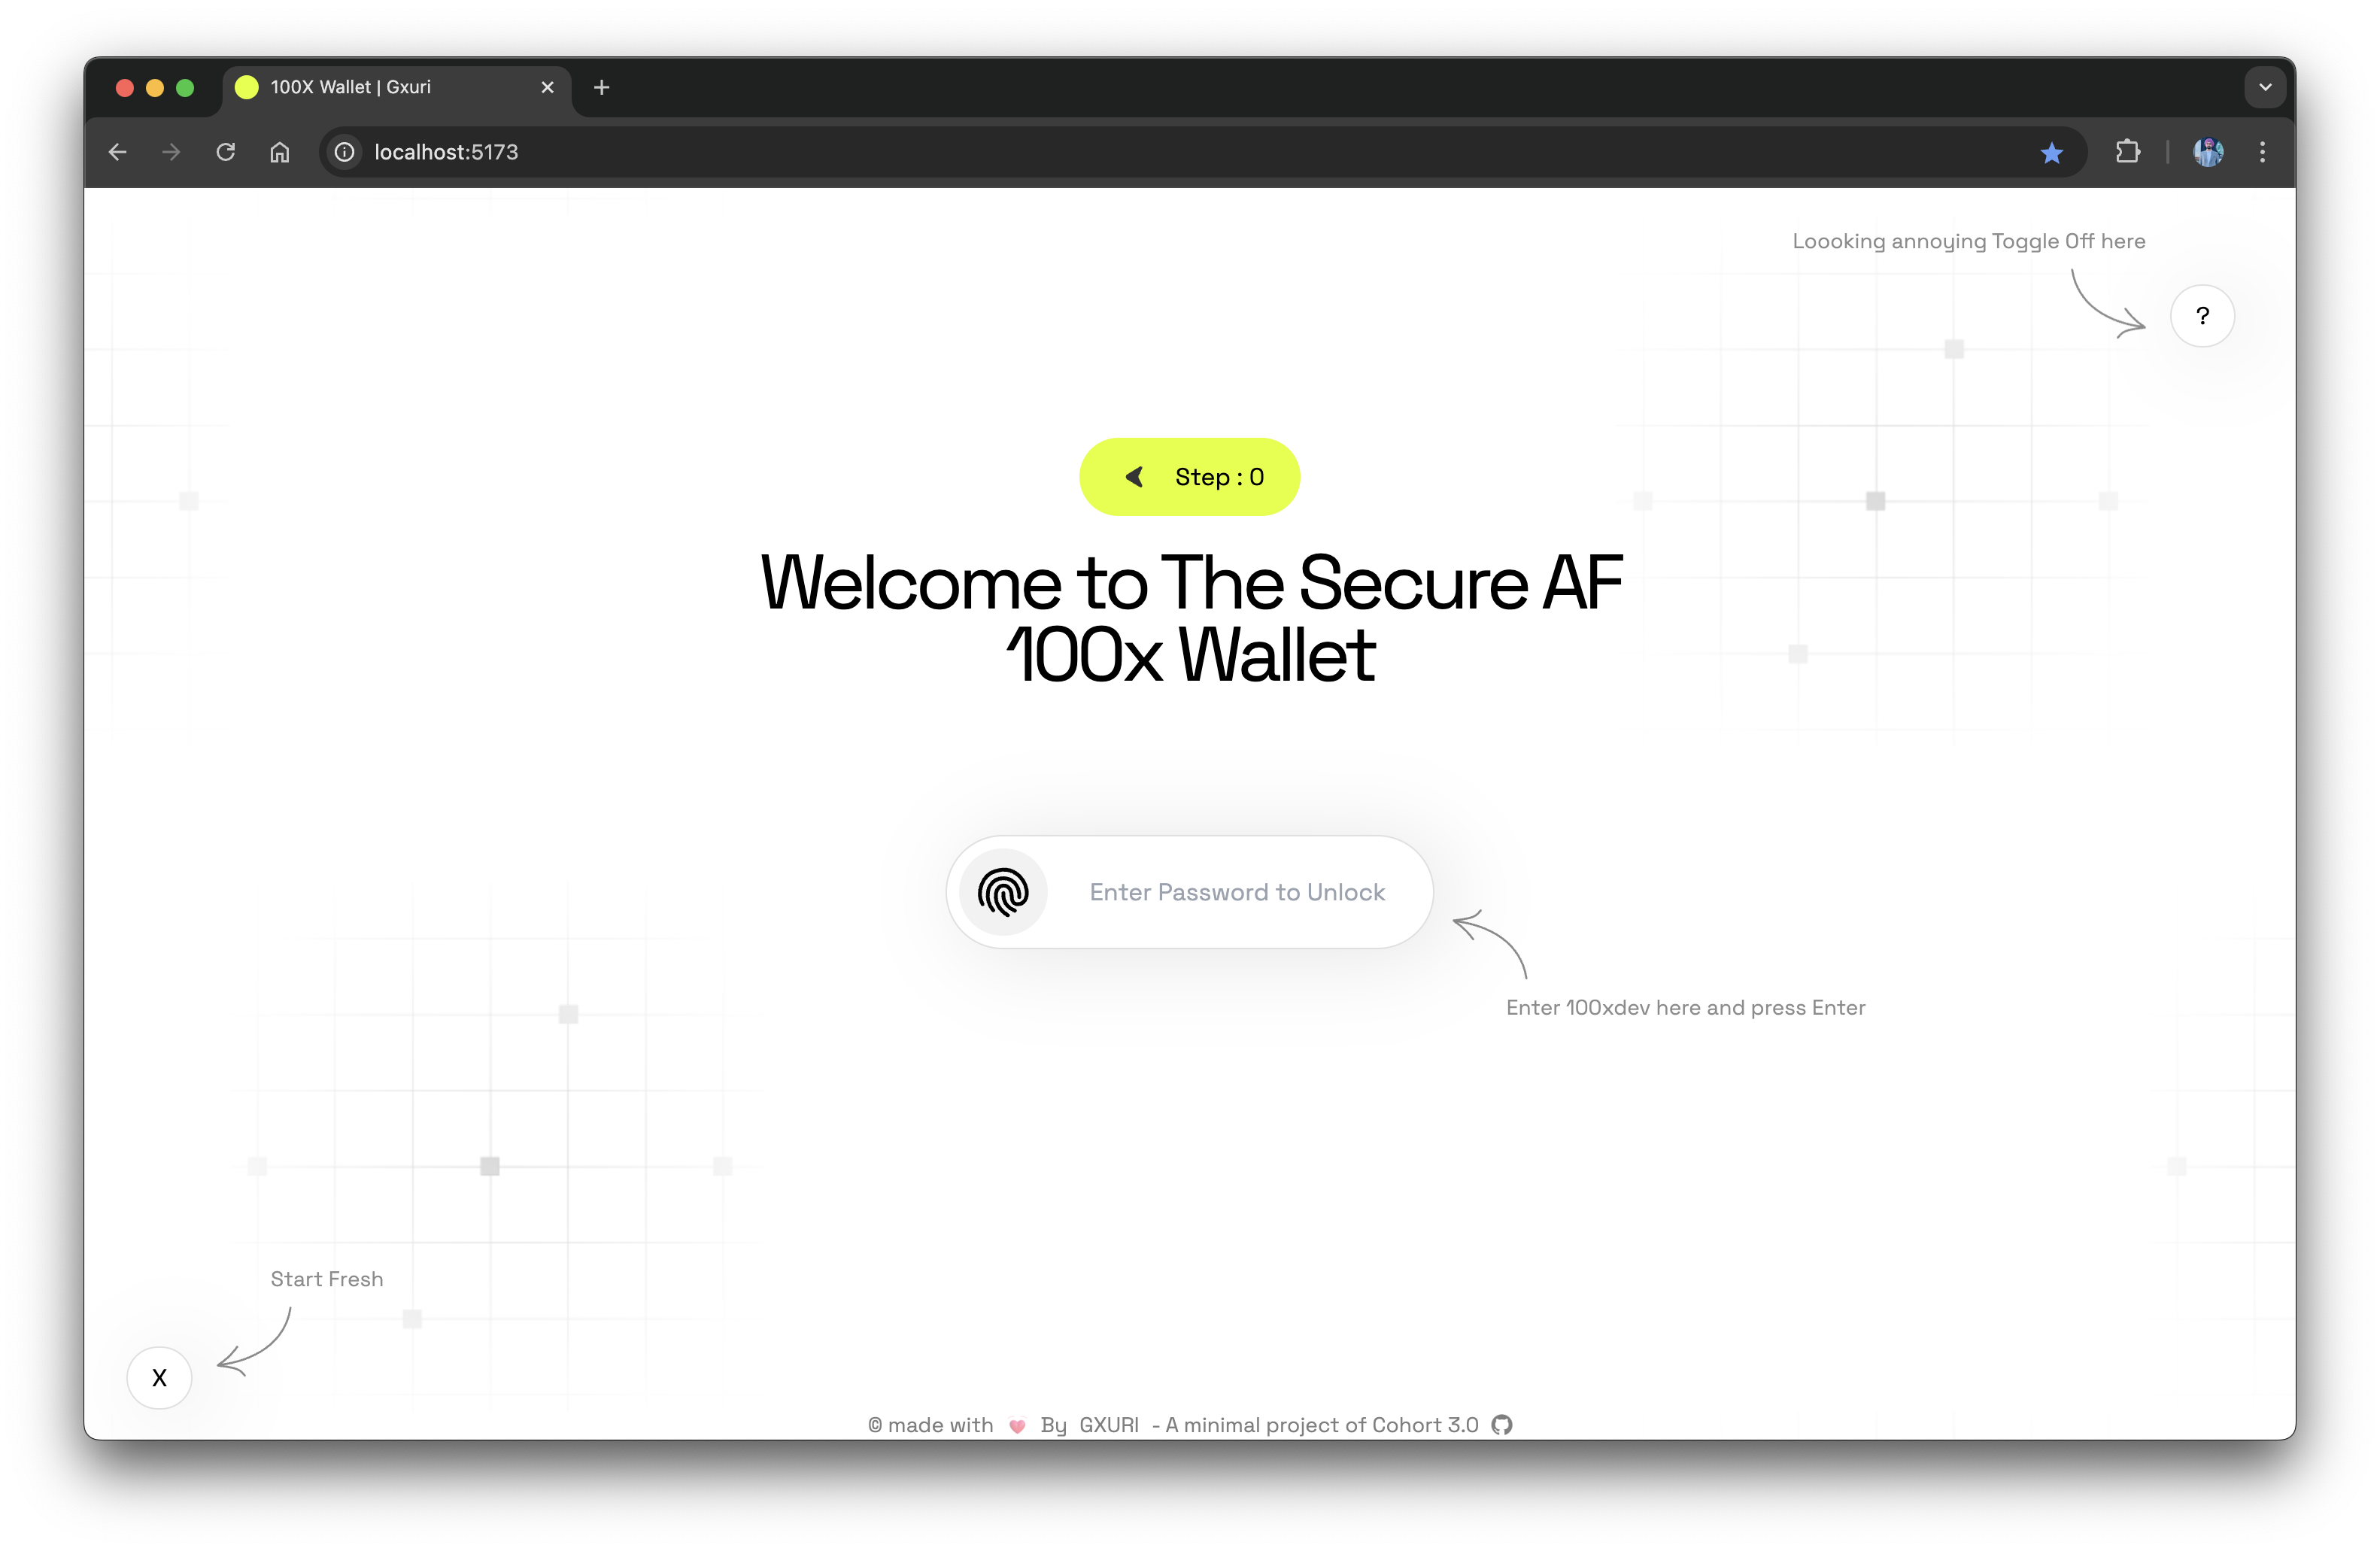 100X Wallet | Gxuri
localhost:5173
Loooking annoying Toggle Off here
?
Step : 0
Welcome to The Secure AF
100x Wallet
Enter Password to Unlock
Enter 100xdev here and press Enter
Start Fresh
X
© made with 💗 By GXURI - A minimal project of Cohort 3.0